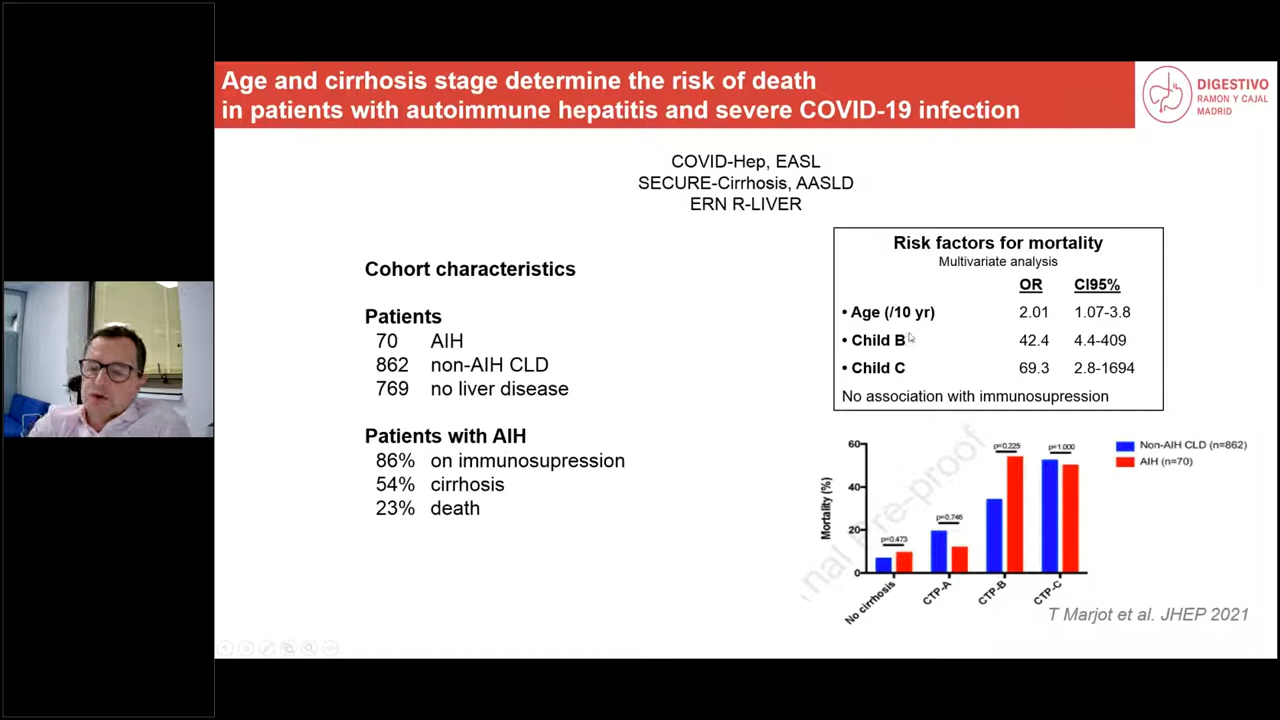 Age and cirrhosis stage determine the risk of death
in patients with autoimmune hepatitis and severe COVID-19 infection
DIGESTIVO
RAMON Y CAJAL
MADRID
COVID-Hep, EASL
SECURE-Cirrhosis, AASLD
ERN R-LIVER
Cohort characteristics
Patients
70 AIH
862 non-AIH CLD
769 no liver disease
Patients with AIH
86% on immunosupression
54% cirrhosis
23% death
Risk factors for mortality
Multivariate analysis
OR CI95%
• Age (/10 yr) 2.01 1.07-3.8
• Child B 42.4 4.4-409
• Child C 69.3 2.8-1694
No association with immunosupression
Mortality (%)
60
40
20
0
p=0.473
p=0.746
p=0.225
p=1.000
No cirrhosis
CTP-A
CTP-B
CTP-C
Non-AIH CLD (n=862)
AIH (n=70)
nal Pre-proof
T Marjot et al. JHEP 2021